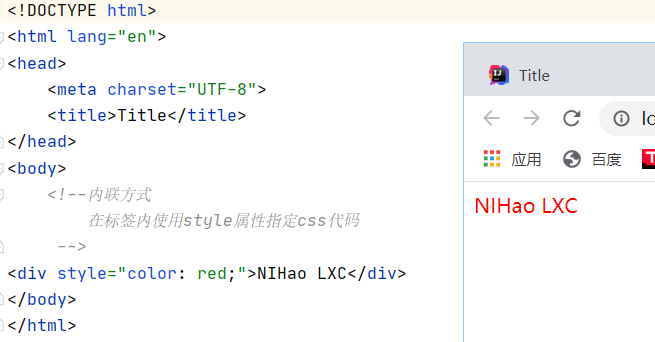 <!DOCTYPE html>
<html lang="en">
<head>
    <meta charset="UTF-8">
    <title>Title</title>
</head>
<body>
    <!--内联方式
        在标签内使用style属性指定css代码
     -->
<div style="color: red;">NIHao LXC</div>
</body>
</html>
Title
lo
应用 百度 T
NIHao LXC